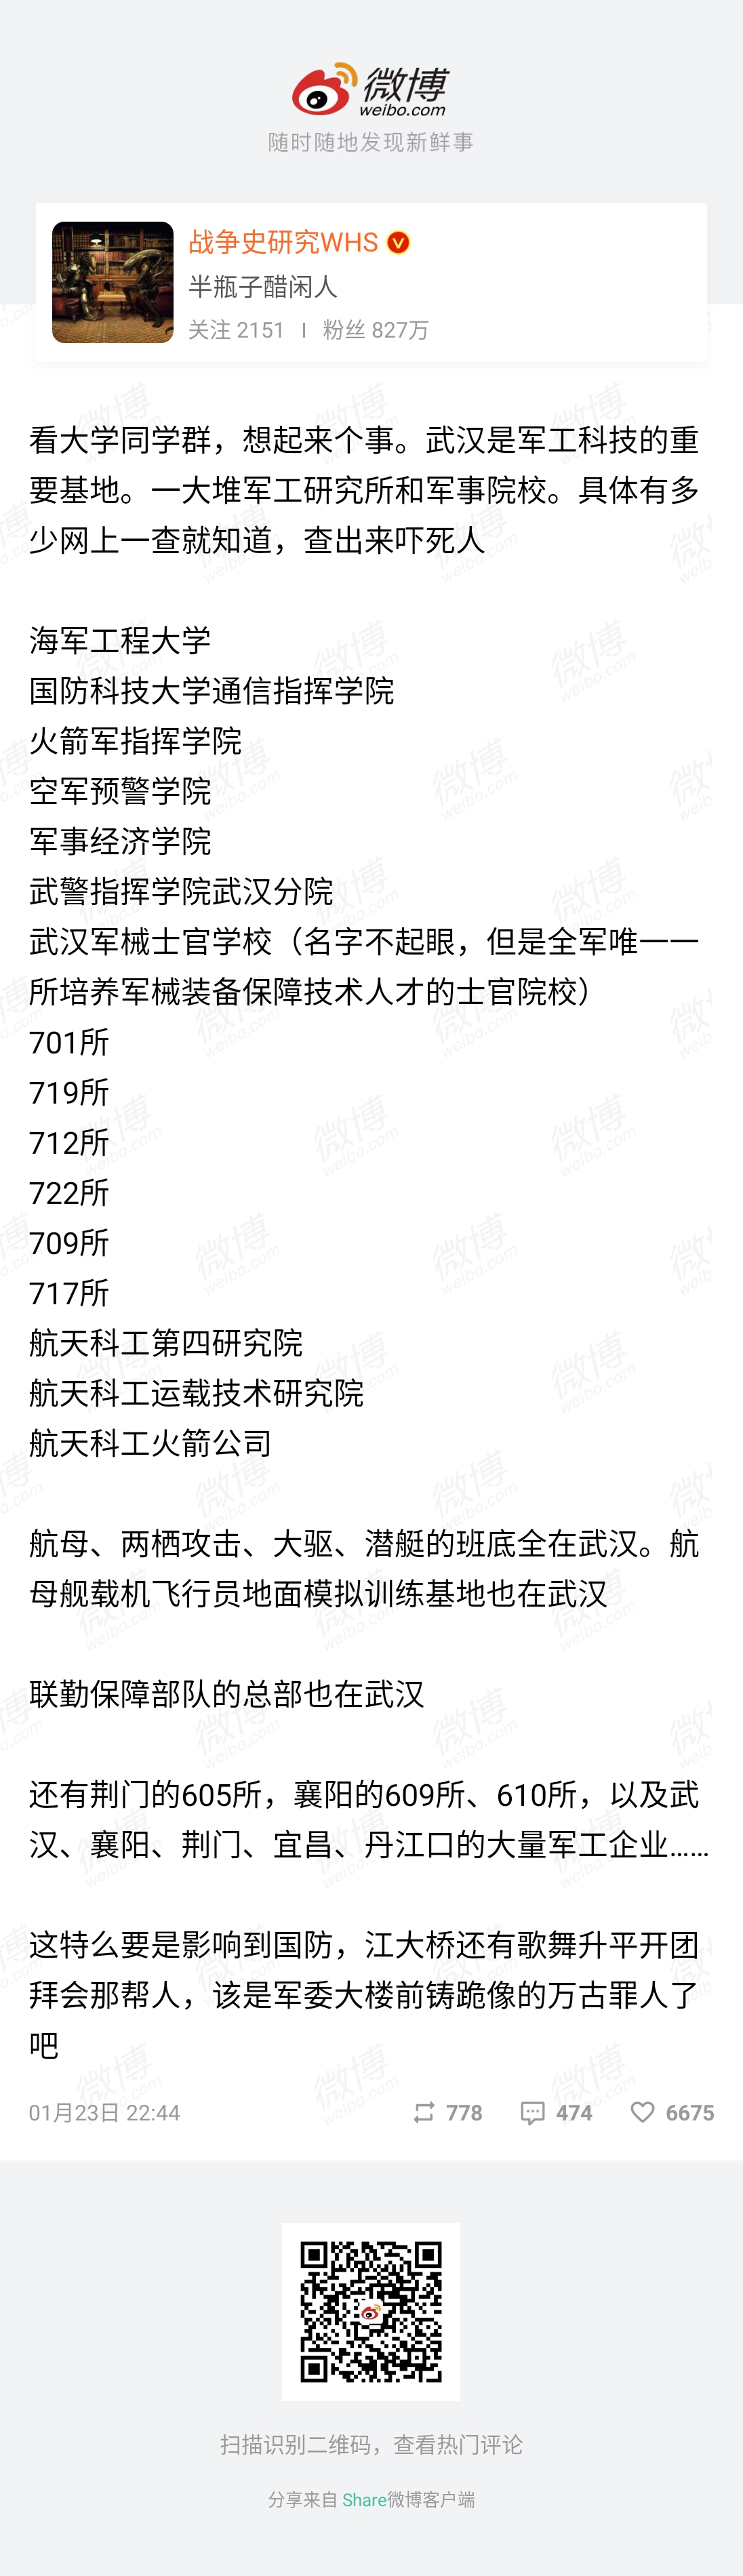 微博
weibo.com
随时随地发现新鲜事
战争史研究WHS
半瓶子醋闲人
关注 2151 | 粉丝 827万
看大学同学群，想起来个事。武汉是军工科技的重
要基地。一大堆军工研究所和军事院校。具体有多
少网上一查就知道，查出来吓死人
海军工程大学
国防科技大学通信指挥学院
火箭军指挥学院
空军预警学院
军事经济学院
武警指挥学院武汉分院
武汉军械士官学校（名字不起眼，但是全军唯一一
所培养军械装备保障技术人才的士官院校）
701所
719所
712所
722所
709所
717所
航天科工第四研究院
航天科工运载技术研究院
航天科工火箭公司
航母、两栖攻击、大驱、潜艇的班底全在武汉。航
母舰载机飞行员地面模拟训练基地也在武汉
联勤保障部队的总部也在武汉
还有荆门的605所，襄阳的609所、610所，以及武
汉、襄阳、荆门、宜昌、丹江口的大量军工企业……
这特么要是影响到国防，江大桥还有歌舞升平开团
拜会那帮人，该是军委大楼前铸跪像的万古罪人了
吧
01月23日 22:44 778 474 6675
扫描识别二维码，查看热门评论
分享来自 Share微博客户端